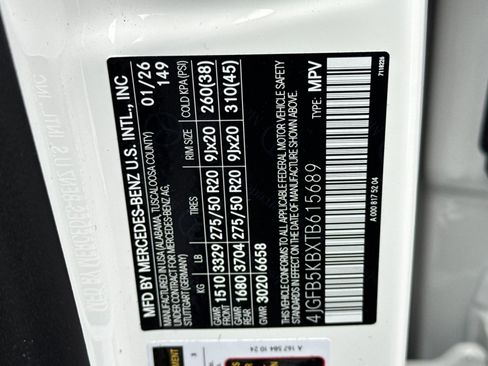 MFD BY MERCEDES-BENZ U.S. INTL., INC
MANUFACTURED IN USA (ALABAMA, TUSCALOOSA COUNTY)
UNDER CONTRACT FOR MERCEDES-BENZ AG,
STUTTGART (GERMANY)
01/26
149
KG LB TIRES RIM SIZE COLD KPA (PSI)
GAWR FRONT 1510 3329 275/50 R20 9Jx20 260(38)
GAWR REAR 1680 3704 275/50 R20 9Jx20 310(45)
GVWR 3020 6658
THIS VEHICLE CONFORMS TO ALL APPLICABLE FEDERAL MOTOR VEHICLE SAFETY
STANDARDS IN EFFECT ON THE DATE OF MANUFACTURE SHOWN ABOVE.
TYPE: MPV
4JGFB5KBXTB615689
A 000 817 52 04
7118226
A 167 584 10 24
3